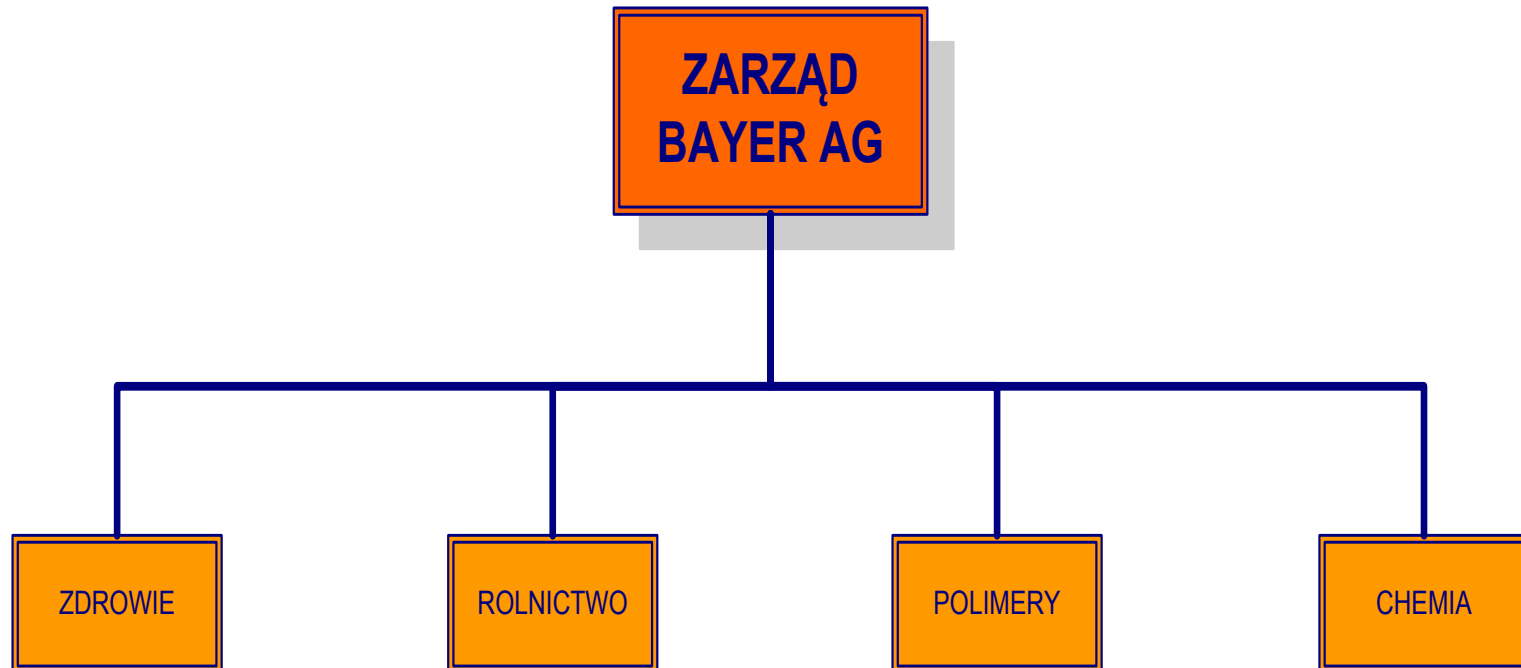 ZARZĄD
BAYER AG
ZDROWIE
ROLNICTWO
POLIMERY
CHEMIA